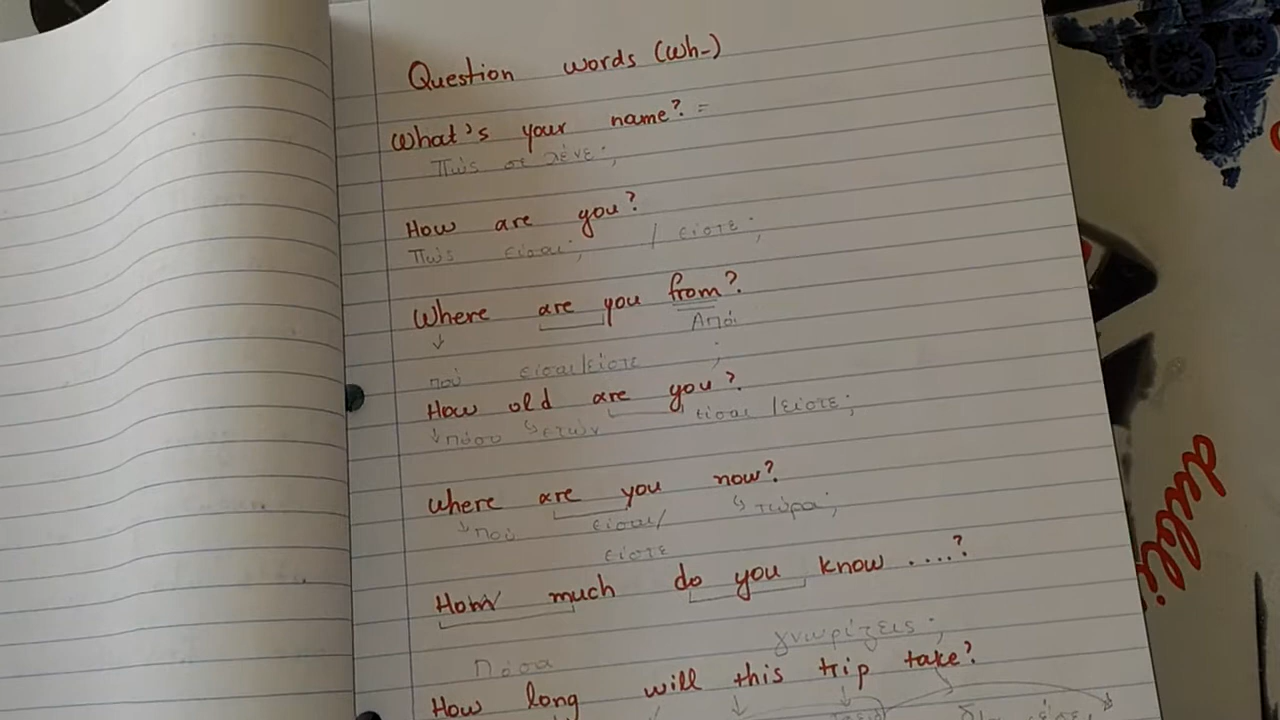 Question words (wh-)
What's your name? =
Πώς σε λένε;
How are you?
Πώς είσαι; / είστε;
Where are you from?
Από
πού είσαι/είστε ;
How old are you?
πόσο ετών είσαι / είστε;
Where are you now?
πού είσαι/ τώρα;
είστε
How much do you know ....?
Πόσα γνωρίζεις;
How long will this trip take?